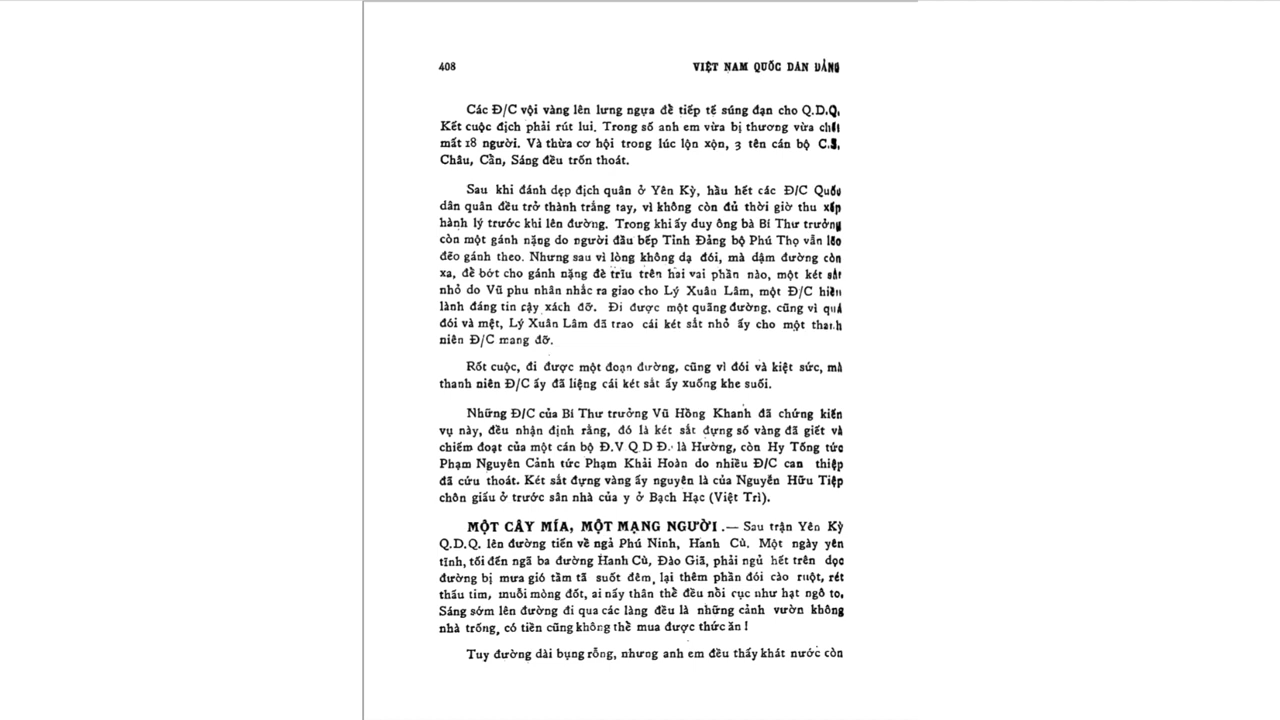 408
VIỆT NAM QUỐC DÂN ĐẢNG
Các Đ/C vội vàng lên lưng ngựa để tiếp tế súng đạn cho Q.D.Q.
Kết cuộc địch phải rút lui. Trong số anh em vừa bị thương vừa chết
mất 18 người. Và thừa cơ hội trong lúc lộn xộn, 3 tên cán bộ C.S.
Châu, Cần, Sáng đều trốn thoát.
Sau khi đánh dẹp địch quân ở Yên Kỳ, hầu hết các Đ/C Quốc
dân quân đều trở thành trắng tay, vì không còn đủ thời giờ thu xếp
hành lý trước khi lên đường. Trong khi ấy duy ông bà Bí Thư trưởng
còn một gánh nặng do người đầu bếp Tỉnh Đảng bộ Phú Thọ vẫn lẽo
đẽo gánh theo. Nhưng sau vì lòng không dạ đói, mà dậm đường còn
xa, để bớt cho gánh nặng đè trĩu trên hai vai phần nào, một két sắt
nhỏ do Vũ phu nhân nhắc ra giao cho Lý Xuân Lâm, một Đ/C hiền
lành đáng tin cậy xách đỡ. Đi được một quãng đường, cũng vì quá
đói và mệt, Lý Xuân Lâm đã trao cái két sắt nhỏ ấy cho một thanh
niên Đ/C mang đỡ.
Rốt cuộc, đi được một đoạn đường, cũng vì đói và kiệt sức, mà
thanh niên Đ/C ấy đã liệng cái két sắt ấy xuống khe suối.
Những Đ/C của Bí Thư trưởng Vũ Hồng Khanh đã chứng kiến
vụ này, đều nhận định rằng, đó là két sắt đựng số vàng đã giết và
chiếm đoạt của một cán bộ Đ.V Q D Đ. là Hường, còn Hy Tống tức
Phạm Nguyên Cảnh tức Phạm Khải Hoàn do nhiều Đ/C can thiệp
đã cứu thoát. Két sắt đựng vàng ấy nguyên là của Nguyễn Hữu Tiệp
chôn giấu ở trước sân nhà của y ở Bạch Hạc (Việt Trì).
MỘT CÂY MÍA, MỘT MẠNG NGƯỜI .— Sau trận Yên Kỳ
Q.D.Q. lên đường tiến về ngả Phú Ninh, Hanh Cù. Một ngày yên
tĩnh, tối đến ngã ba đường Hanh Cù, Đào Giã, phải ngủ hết trên dọc
đường bị mưa gió tầm tã suốt đêm, lại thêm phần đói cào ruột, rét
thấu tim, muỗi mòng đốt, ai nấy thân thể đều nổi cục như hạt ngô to,
Sáng sớm lên đường đi qua các làng đều là những cảnh vườn không
nhà trống, có tiền cũng không thể mua được thức ăn !
Tuy đường dài bụng rỗng, nhưng anh em đều thấy khát nước còn